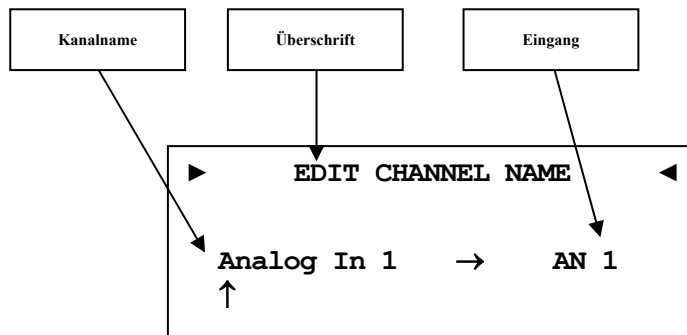 Kanalname Überschrift Eingang
► EDIT CHANNEL NAME ◄
Analog In 1 → AN 1
↑